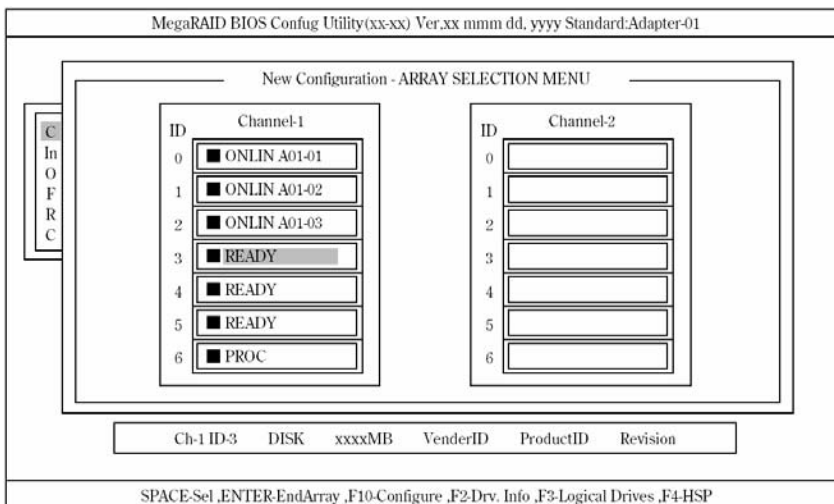 MegaRAID BIOS Confug Utility(xx-xx) Ver,xx mmm dd, yyyy Standard:Adapter-01
New Configuration - ARRAY SELECTION MENU
C
In
O
F
R
C
ID Channel-1
0 ONLIN A01-01
1 ONLIN A01-02
2 ONLIN A01-03
3 READY
4 READY
5 READY
6 PROC
ID Channel-2
0
1
2
3
4
5
6
Ch-1 ID-3 DISK xxxxMB VenderID ProductID Revision
SPACE-Sel ,ENTER-EndArray ,F10-Configure ,F2-Drv. Info ,F3-Logical Drives ,F4-HSP